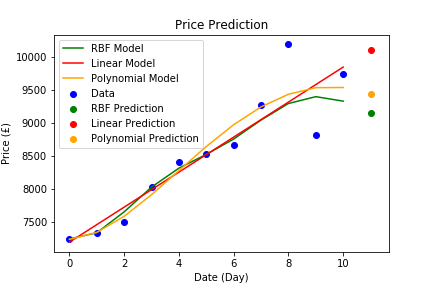 Price Prediction
RBF Model
Linear Model
Polynomial Model
Data
RBF Prediction
Linear Prediction
Polynomial Prediction
Price (£)
10000
9500
9000
8500
8000
7500
0 2 4 6 8 10
Date (Day)